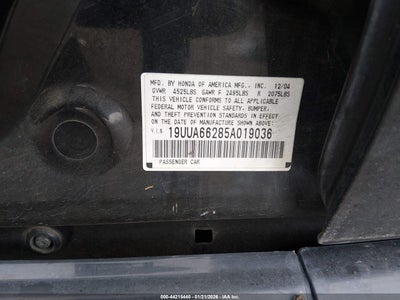 MFD. BY HONDA OF AMERICA MFG., INC. 12/04
GVWR 4525LBS GAWR F 2485LBS R 2075LBS
THIS VEHICLE CONFORMS TO ALL APPLICABLE
FEDERAL MOTOR VEHICLE SAFETY, BUMPER,
AND THEFT PREVENTION STANDARDS IN EFFECT
ON THE DATE OF MANUFACTURE SHOWN ABOVE.
V.I.N. 19UUA66285A019036
PASSENGER CAR
000-44215440 - 01/21/2026 - IAA Inc.